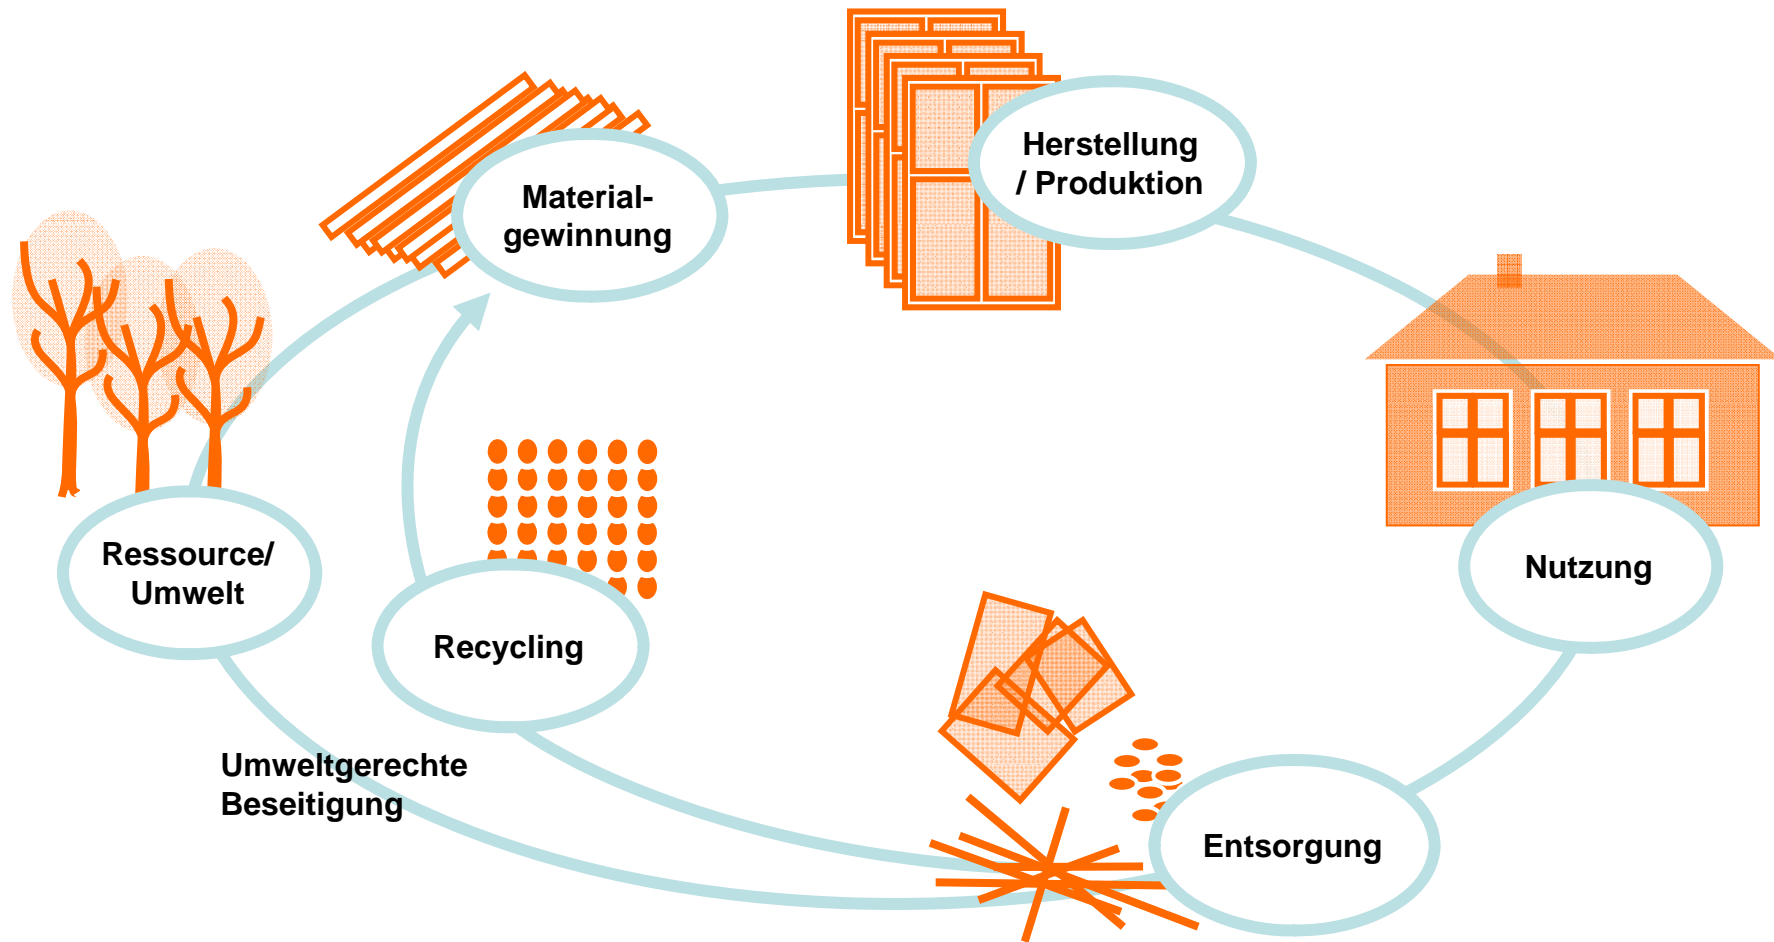 Herstellung
/ Produktion
Material-
gewinnung
Ressource/
Umwelt
Nutzung
Recycling
Umweltgerechte
Beseitigung
Entsorgung